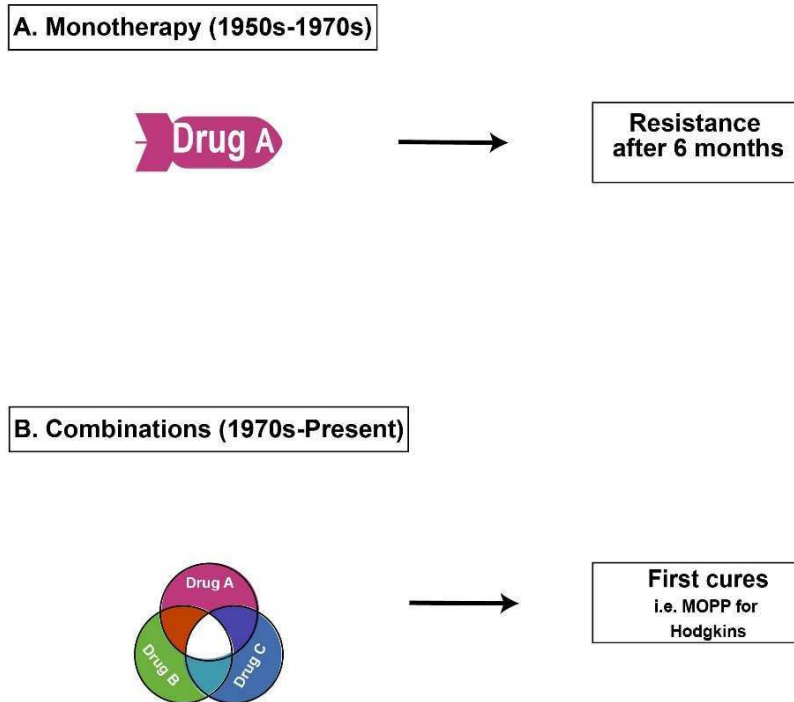 A. Monotherapy (1950s-1970s)
Drug A
Resistance
after 6 months
B. Combinations (1970s-Present)
Drug A
Drug B
Drug C
First cures
i.e. MOPP for
Hodgkins